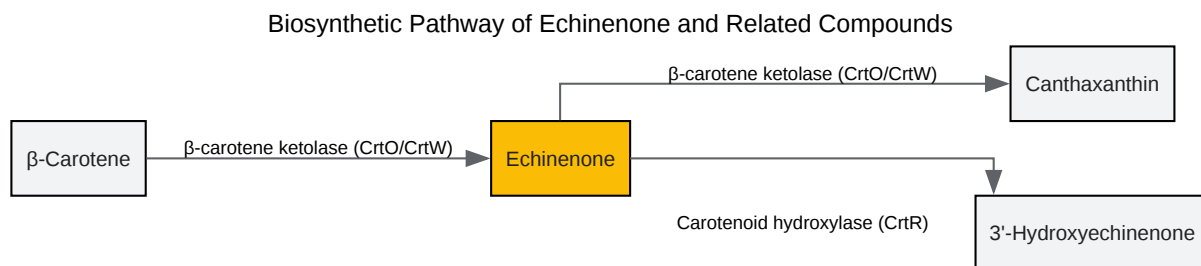 Biosynthetic Pathway of Echinenone and Related Compounds
β-carotene ketolase (CrtO/CrtW)
Canthaxanthin
β-Carotene
β-carotene ketolase (CrtO/CrtW)
Echinenone
Carotenoid hydroxylase (CrtR)
3'-Hydroxyechinenone